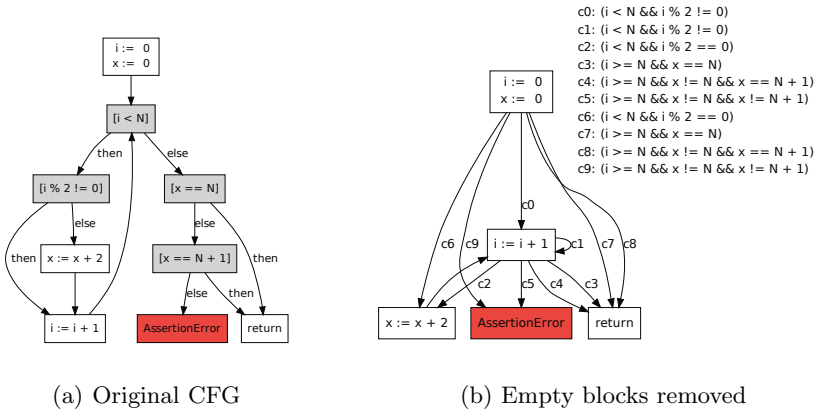 i := 0
x := 0
[i < N]
then
else
[i % 2 != 0]
[x == N]
else
else
then
x := x + 2
[x == N + 1]
then
else
then
i := i + 1
AssertionError
return
(a) Original CFG
c0: (i < N && i % 2 != 0)
c1: (i < N && i % 2 != 0)
c2: (i < N && i % 2 == 0)
c3: (i >= N && x == N)
c4: (i >= N && x != N && x == N + 1)
c5: (i >= N && x != N && x != N + 1)
c6: (i < N && i % 2 == 0)
c7: (i >= N && x == N)
c8: (i >= N && x != N && x == N + 1)
c9: (i >= N && x != N && x != N + 1)
i := 0
x := 0
c0
c6
c9
i := i + 1
c1
c7
c8
c2
c5
c4
c3
x := x + 2
AssertionError
return
(b) Empty blocks removed